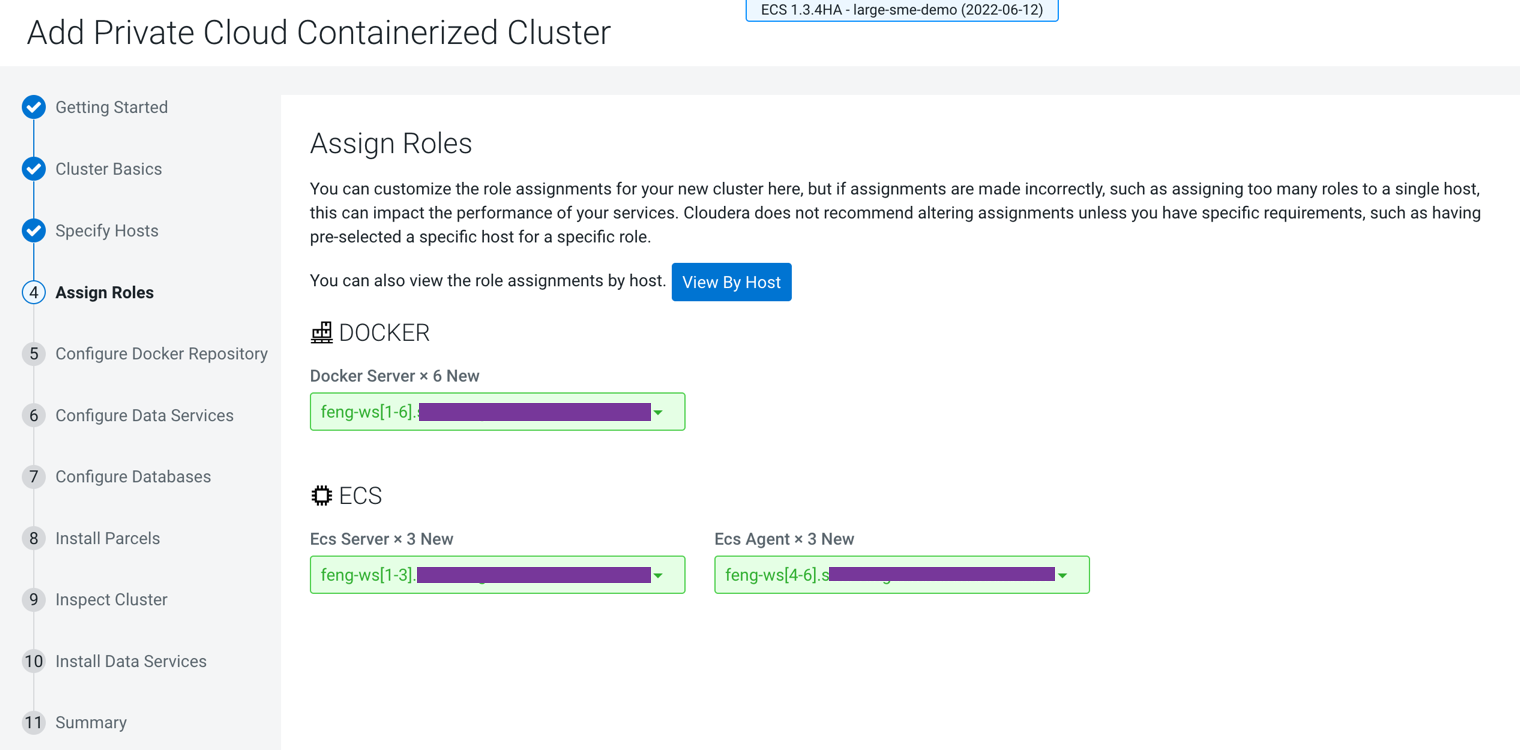 ECS 1.3.4HA - large-sme-demo (2022-06-12)
Add Private Cloud Containerized Cluster
Getting Started
Cluster Basics
Specify Hosts
4 Assign Roles
5 Configure Docker Repository
6 Configure Data Services
7 Configure Databases
8 Install Parcels
9 Inspect Cluster
10 Install Data Services
11 Summary
Assign Roles
You can customize the role assignments for your new cluster here, but if assignments are made incorrectly, such as assigning too many roles to a single host,
this can impact the performance of your services. Cloudera does not recommend altering assignments unless you have specific requirements, such as having
pre-selected a specific host for a specific role.
You can also view the role assignments by host. View By Host
DOCKER
Docker Server × 6 New
feng-ws[1-6].
ECS
Ecs Server × 3 New Ecs Agent × 3 New
feng-ws[1-3]. feng-ws[4-6].s